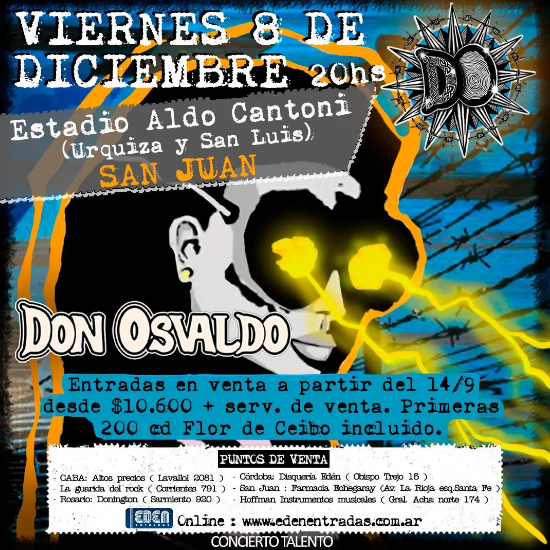 VIERNES 8 DE
DICIEMBRE 20hs
DO
Estadio Aldo Cantoni
(Urquiza y San Luis)
SAN JUAN
DON OSVALDO
Entradas en venta a partir del 14/9
desde $10.600 + serv. de venta. Primeras
200 cd Flor de Ceibo incluido.
PUNTOS DE VENTA
- CABA: Altos precios ( Lavallol 2081 )
La guarida del rock ( Corrientes 791 )
- Rosario: Donington ( Sarmiento 920 )
- Córdoba: Disquería Edén ( Obispo Trejo 15 )
- San Juan : Farmacia Echegaray (Av. La Rioja esq.Santa Fe )
- Hoffman Instrumentos musicales ( Gral. Acha norte 174 )
EDEN
ENTRADAS
Online : www.edenentradas.com.ar
CONCIERTO TALENTO